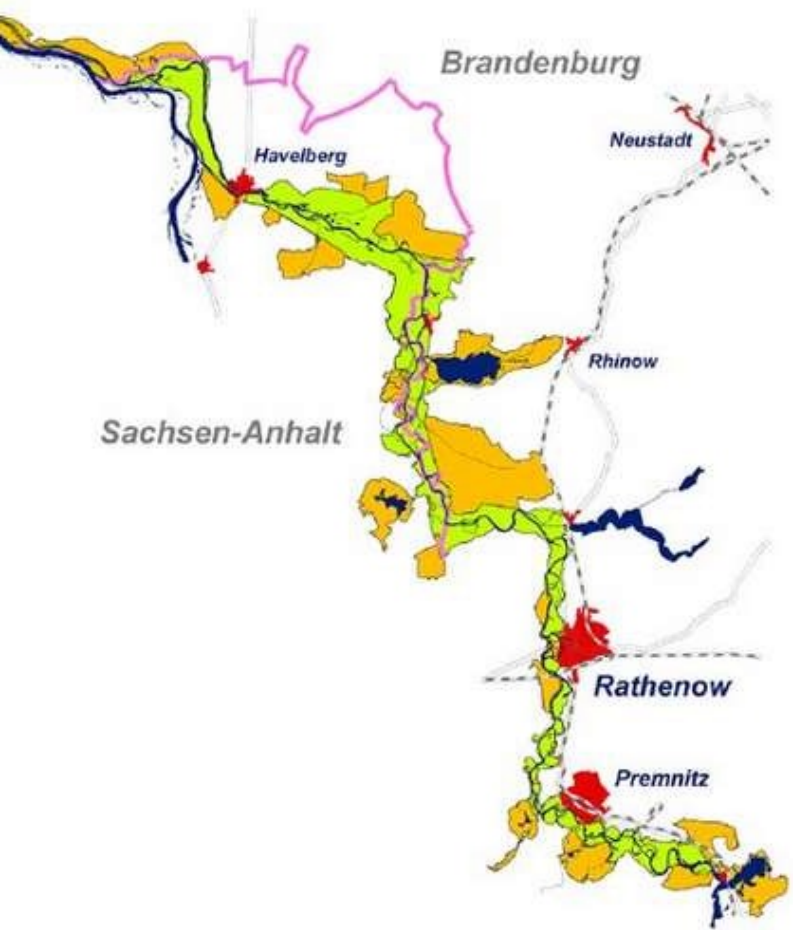 Brandenburg
Neustadt
Havelberg
Rhinow
Sachsen-Anhalt
Rathenow
Premnitz